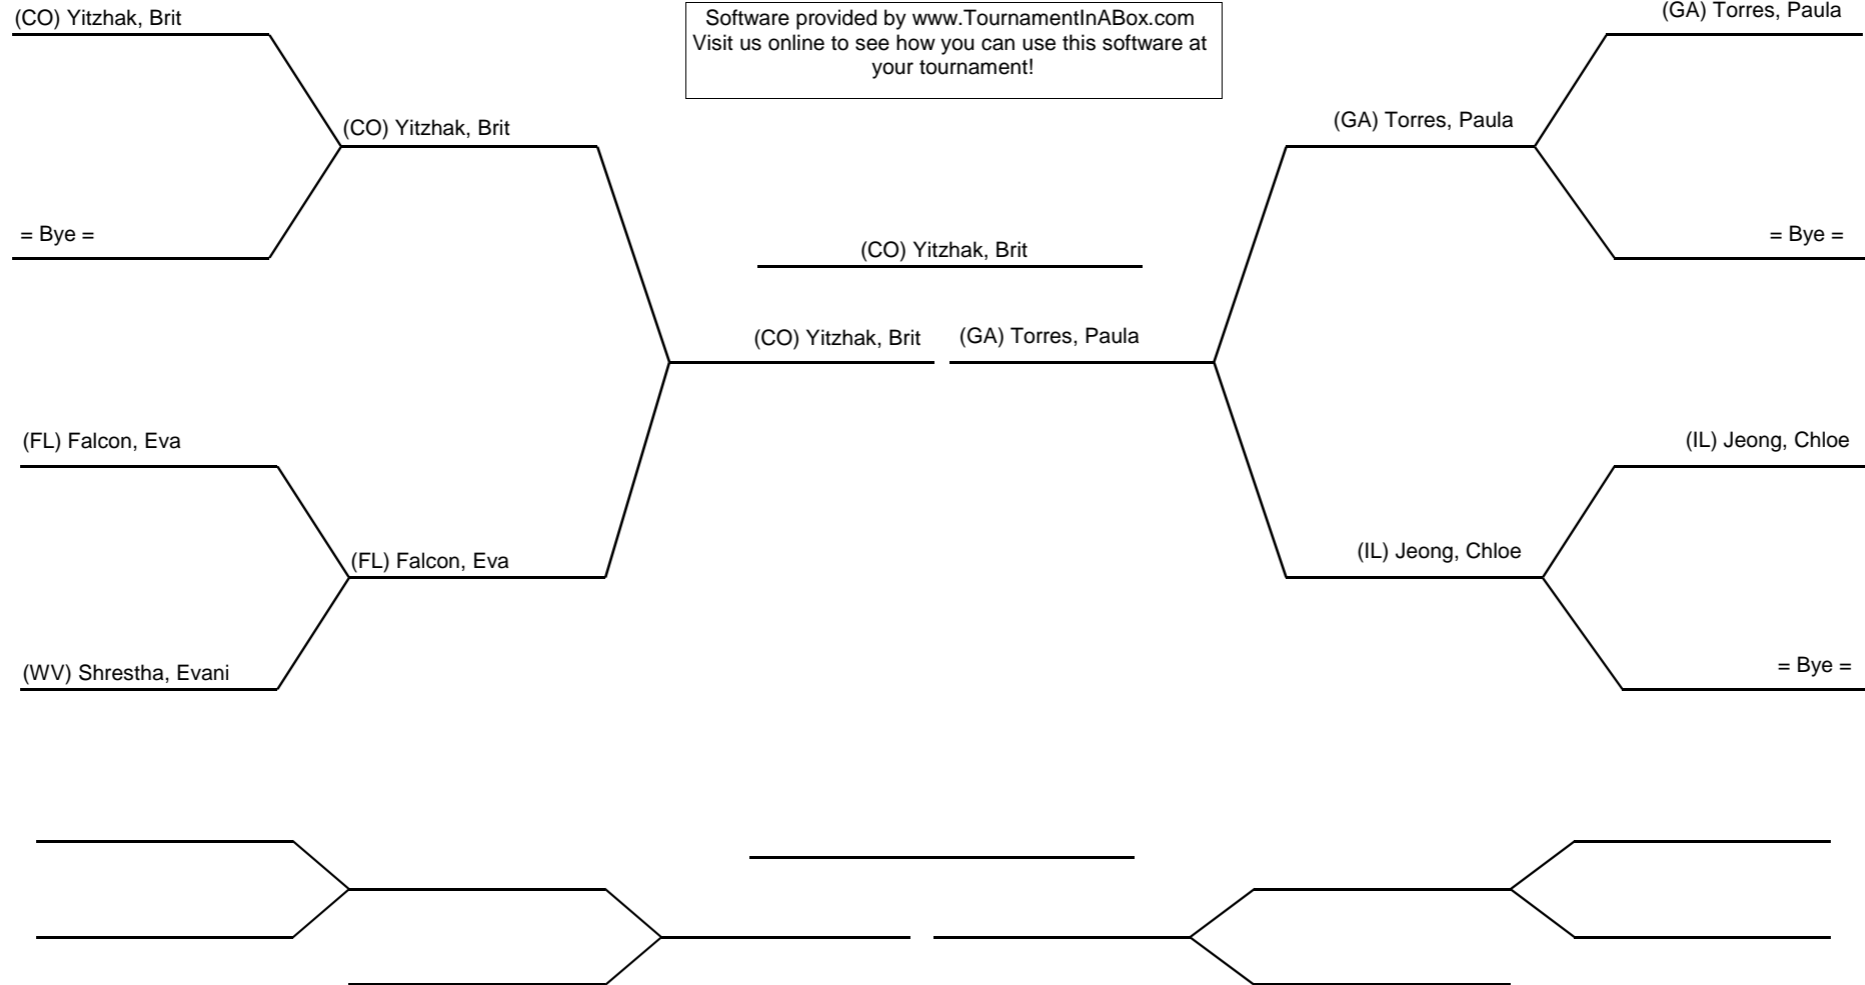 (CO) Yitzhak, Brit
Software provided by www.TournamentInABox.com
Visit us online to see how you can use this software at
your tournament!
(GA) Torres, Paula
(CO) Yitzhak, Brit
(GA) Torres, Paula
= Bye =
= Bye =
(CO) Yitzhak, Brit
(CO) Yitzhak, Brit
(GA) Torres, Paula
(FL) Falcon, Eva
(IL) Jeong, Chloe
(FL) Falcon, Eva
(IL) Jeong, Chloe
(WV) Shrestha, Evani
= Bye =